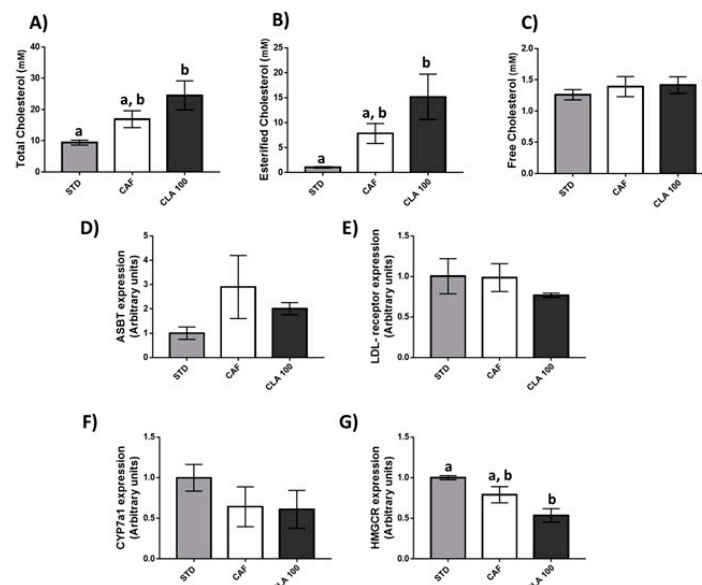 A)
Total Cholesterol (mM)
40
30
20
10
0
a
a, b
b
STD
CAF
CLA 100
B)
Esterified Cholesterol (mM)
25
20
15
10
5
0
a
a, b
b
STD
CAF
CLA 100
C)
Free Cholesterol (mM)
2.0
1.5
1.0
0.5
0.0
STD
CAF
CLA 100
D)
ASBT expression
(Arbitrary units)
5
4
3
2
1
0
STD
CAF
CLA 100
E)
LDL- receptor expression
(Arbitrary units)
1.5
1.0
0.5
0.0
STD
CAF
CLA 100
F)
CYP7a1 expression
(Arbitrary units)
1.5
1.0
0.5
0.0
STD
CAF
CLA 100
G)
HMGCR expression
(Arbitrary units)
1.5
1.0
0.5
0.0
a
a, b
b
STD
CAF
CLA 100